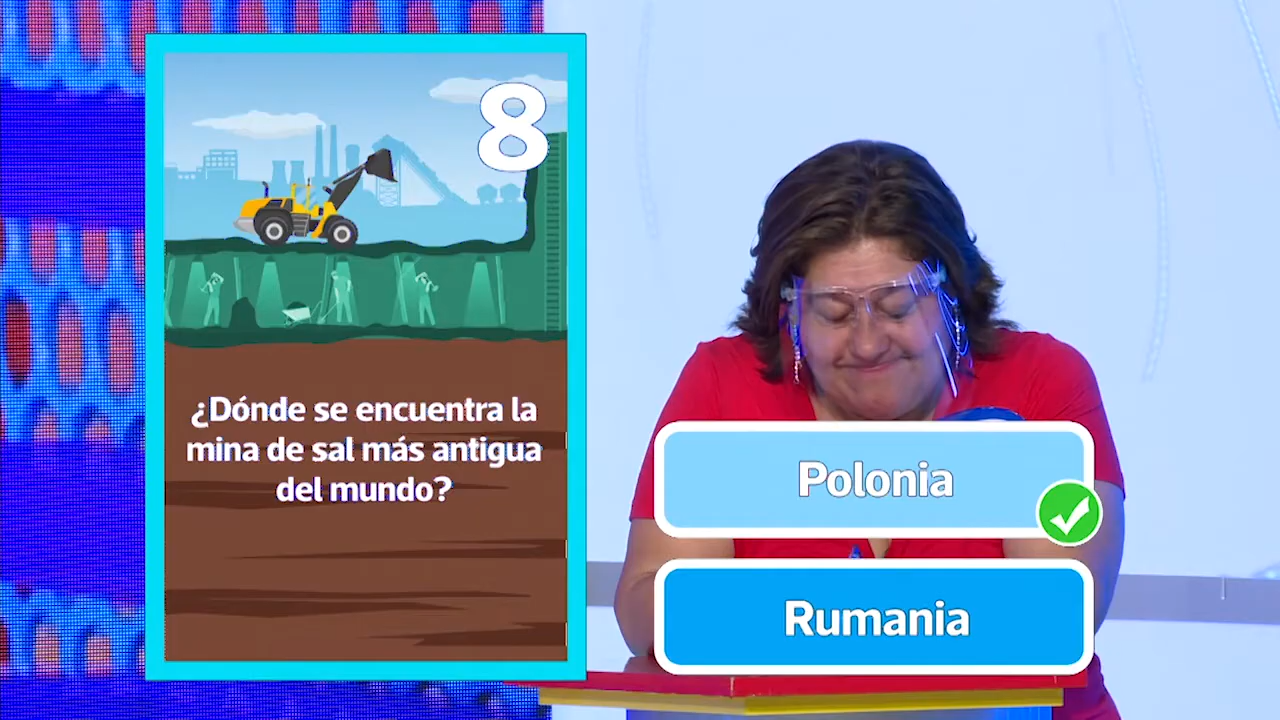 8
¿Dónde se encuentra la
mina de sal más antigua
del mundo?
Polonia
Rumania